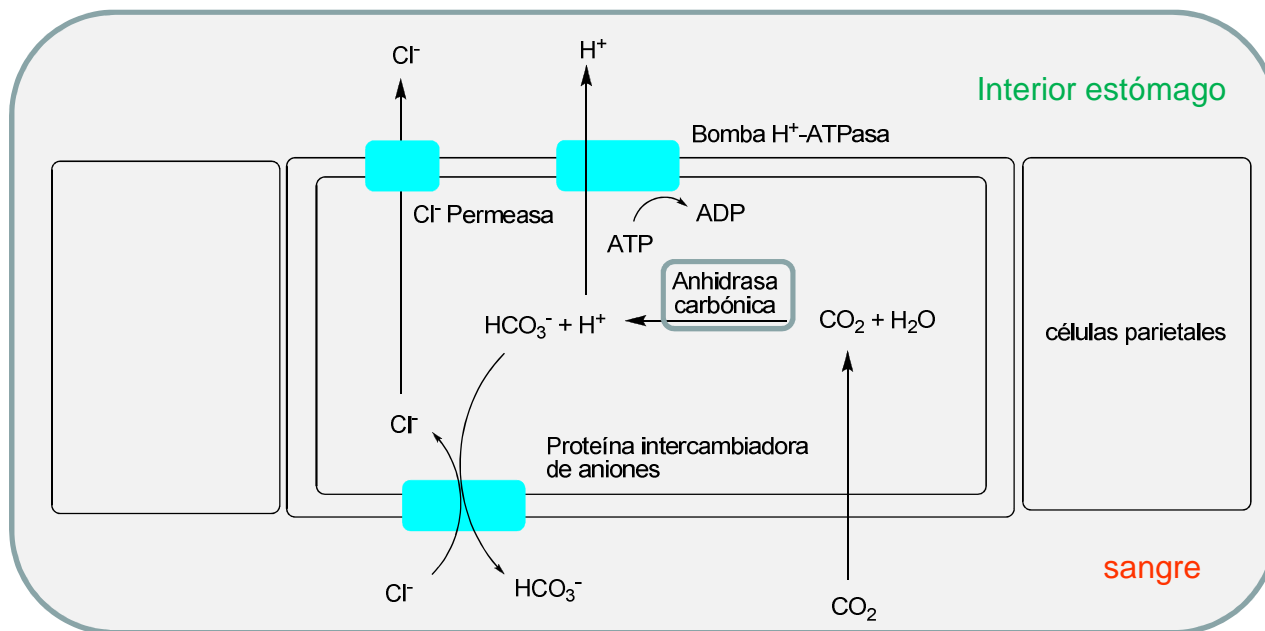 Cl⁻
H⁺
Interior estómago
Bomba H⁺-ATPasa
Cl⁻ Permeasa
ATP
ADP
Anhidrasa
carbónica
HCO₃⁻ + H⁺
CO₂ + H₂O
células parietales
Cl⁻
Proteína intercambiadora
de aniones
Cl⁻
HCO₃⁻
CO₂
sangre